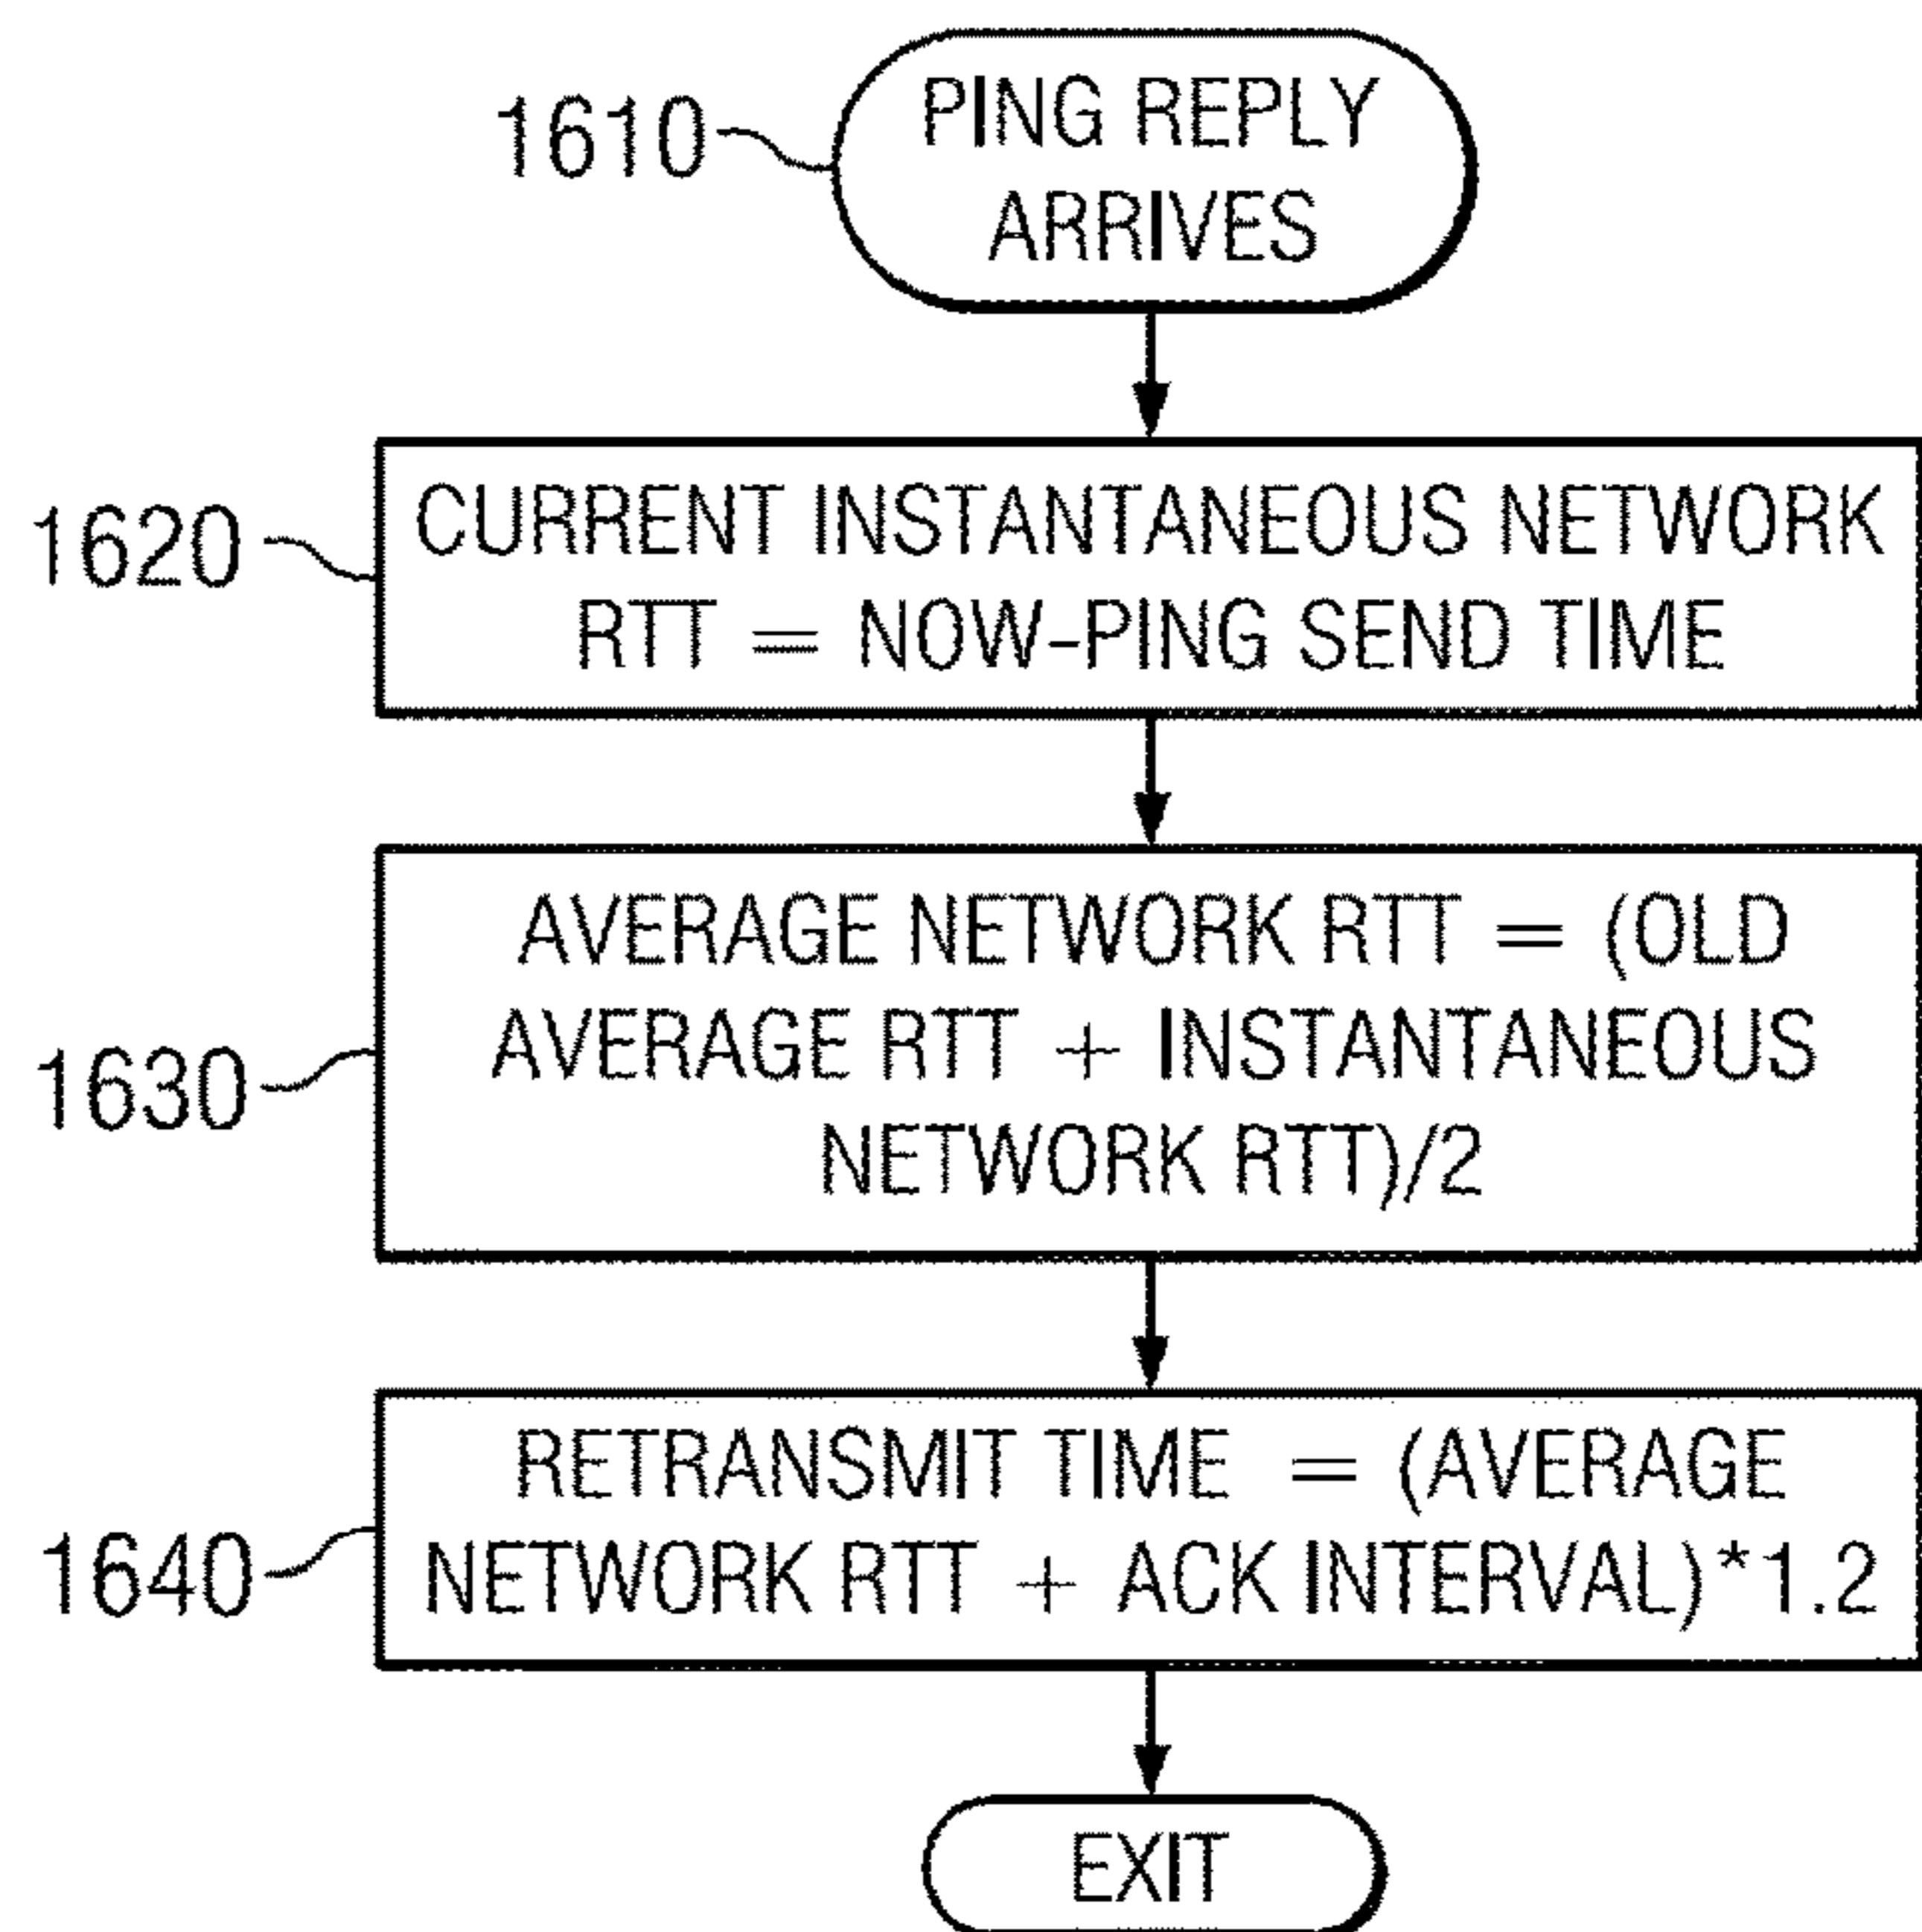 1610
PING REPLY
ARRIVES
1620
CURRENT INSTANTANEOUS NETWORK
RTT = NOW-PING SEND TIME
1630
AVERAGE NETWORK RTT = (OLD
AVERAGE RTT + INSTANTANEOUS
NETWORK RTT)/2
1640
RETRANSMIT TIME = (AVERAGE
NETWORK RTT + ACK INTERVAL)*1.2
EXIT